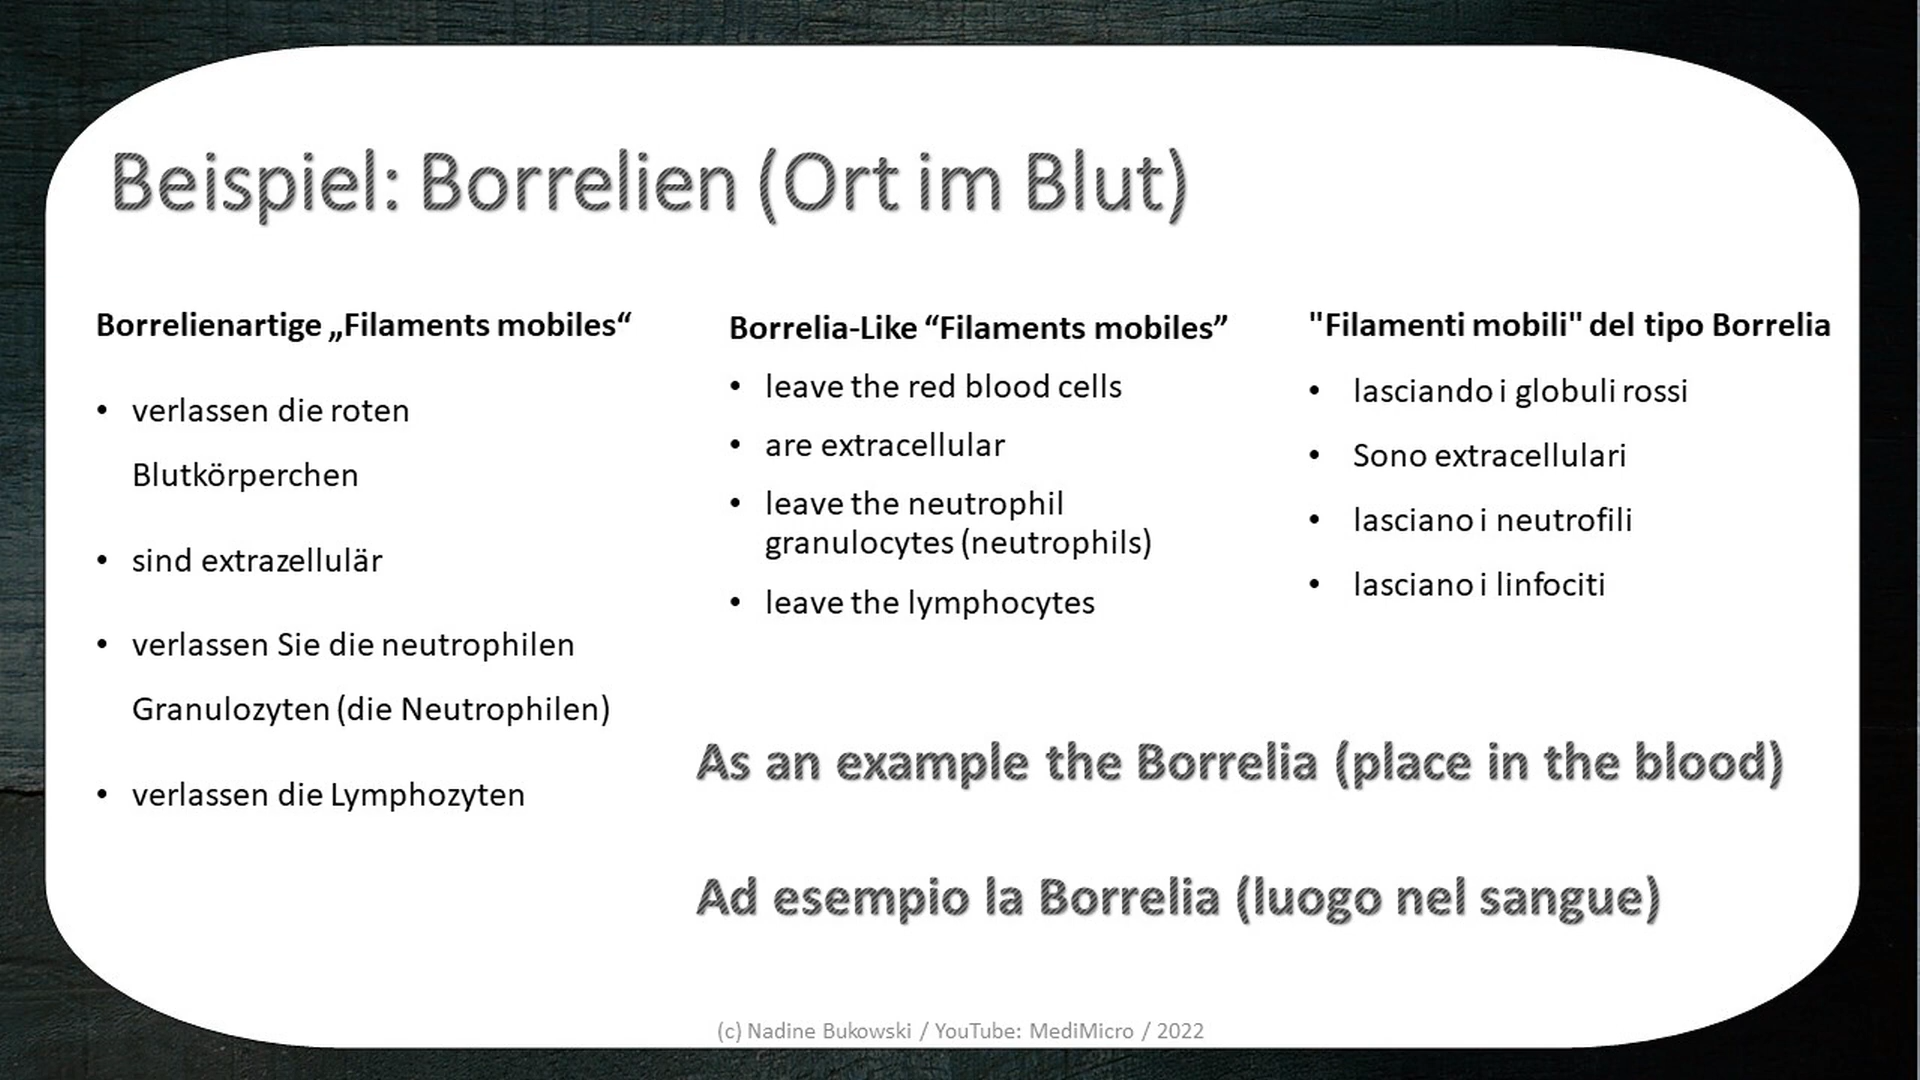 Beispiel: Borrelien (Ort im Blut)
Borrelienartige „Filaments mobiles“
• verlassen die roten
Blutkörperchen
• sind extrazellulär
• verlassen Sie die neutrophilen
Granulozyten (die Neutrophilen)
• verlassen die Lymphozyten
Borrelia-Like “Filaments mobiles”
• leave the red blood cells
• are extracellular
• leave the neutrophil
granulocytes (neutrophils)
• leave the lymphocytes
"Filamenti mobili" del tipo Borrelia
• lasciando i globuli rossi
• Sono extracellulari
• lasciano i neutrofili
• lasciano i linfociti
As an example the Borrelia (place in the blood)
Ad esempio la Borrelia (luogo nel sangue)
(c) Nadine Bukowski / YouTube: MediMicro / 2022